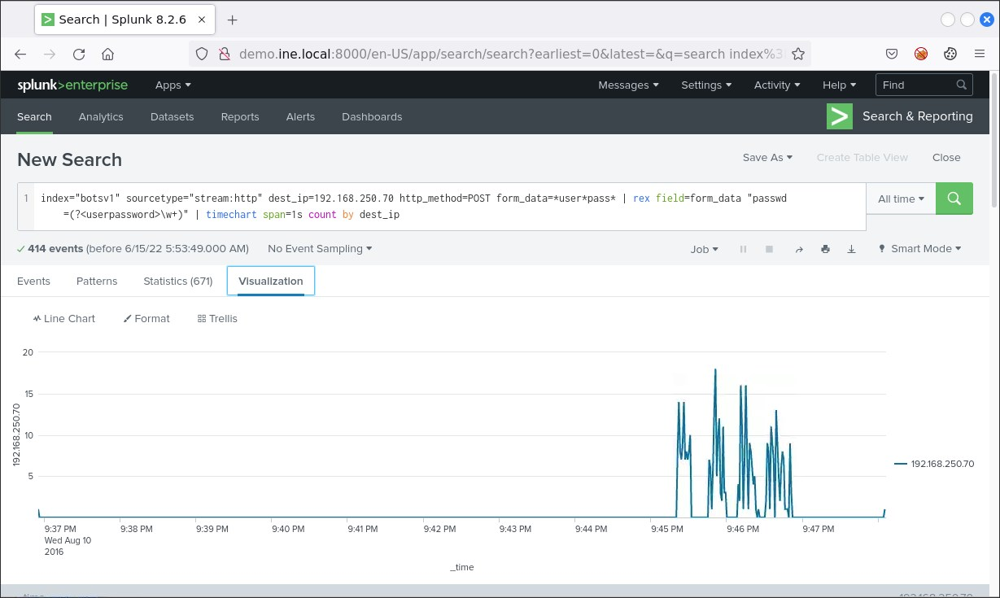 Search | Splunk 8.2.6
demo.ine.local:8000/en-US/app/search/search?earliest=0&latest=&q=search index%3
splunk>enterprise Apps Messages Settings Activity Help Find
Search Analytics Datasets Reports Alerts Dashboards Search & Reporting
New Search Save As Create Table View Close
1 index="botsv1" sourcetype="stream:http" dest_ip=192.168.250.70 http_method=POST form_data=*user*pass* | rex field=form_data "passwd
=(?<userpassword>\w+)" | timechart span=1s count by dest_ip
All time
414 events (before 6/15/22 5:53:49.000 AM) No Event Sampling Job Smart Mode
Events Patterns Statistics (671) Visualization
Line Chart Format Trellis
20
15
10
5
192.168.250.70
192.168.250.70
9:37 PM 9:38 PM 9:39 PM 9:40 PM 9:41 PM 9:42 PM 9:43 PM 9:44 PM 9:45 PM 9:46 PM 9:47 PM
Wed Aug 10
2016
_time
_time 192.168.250.70